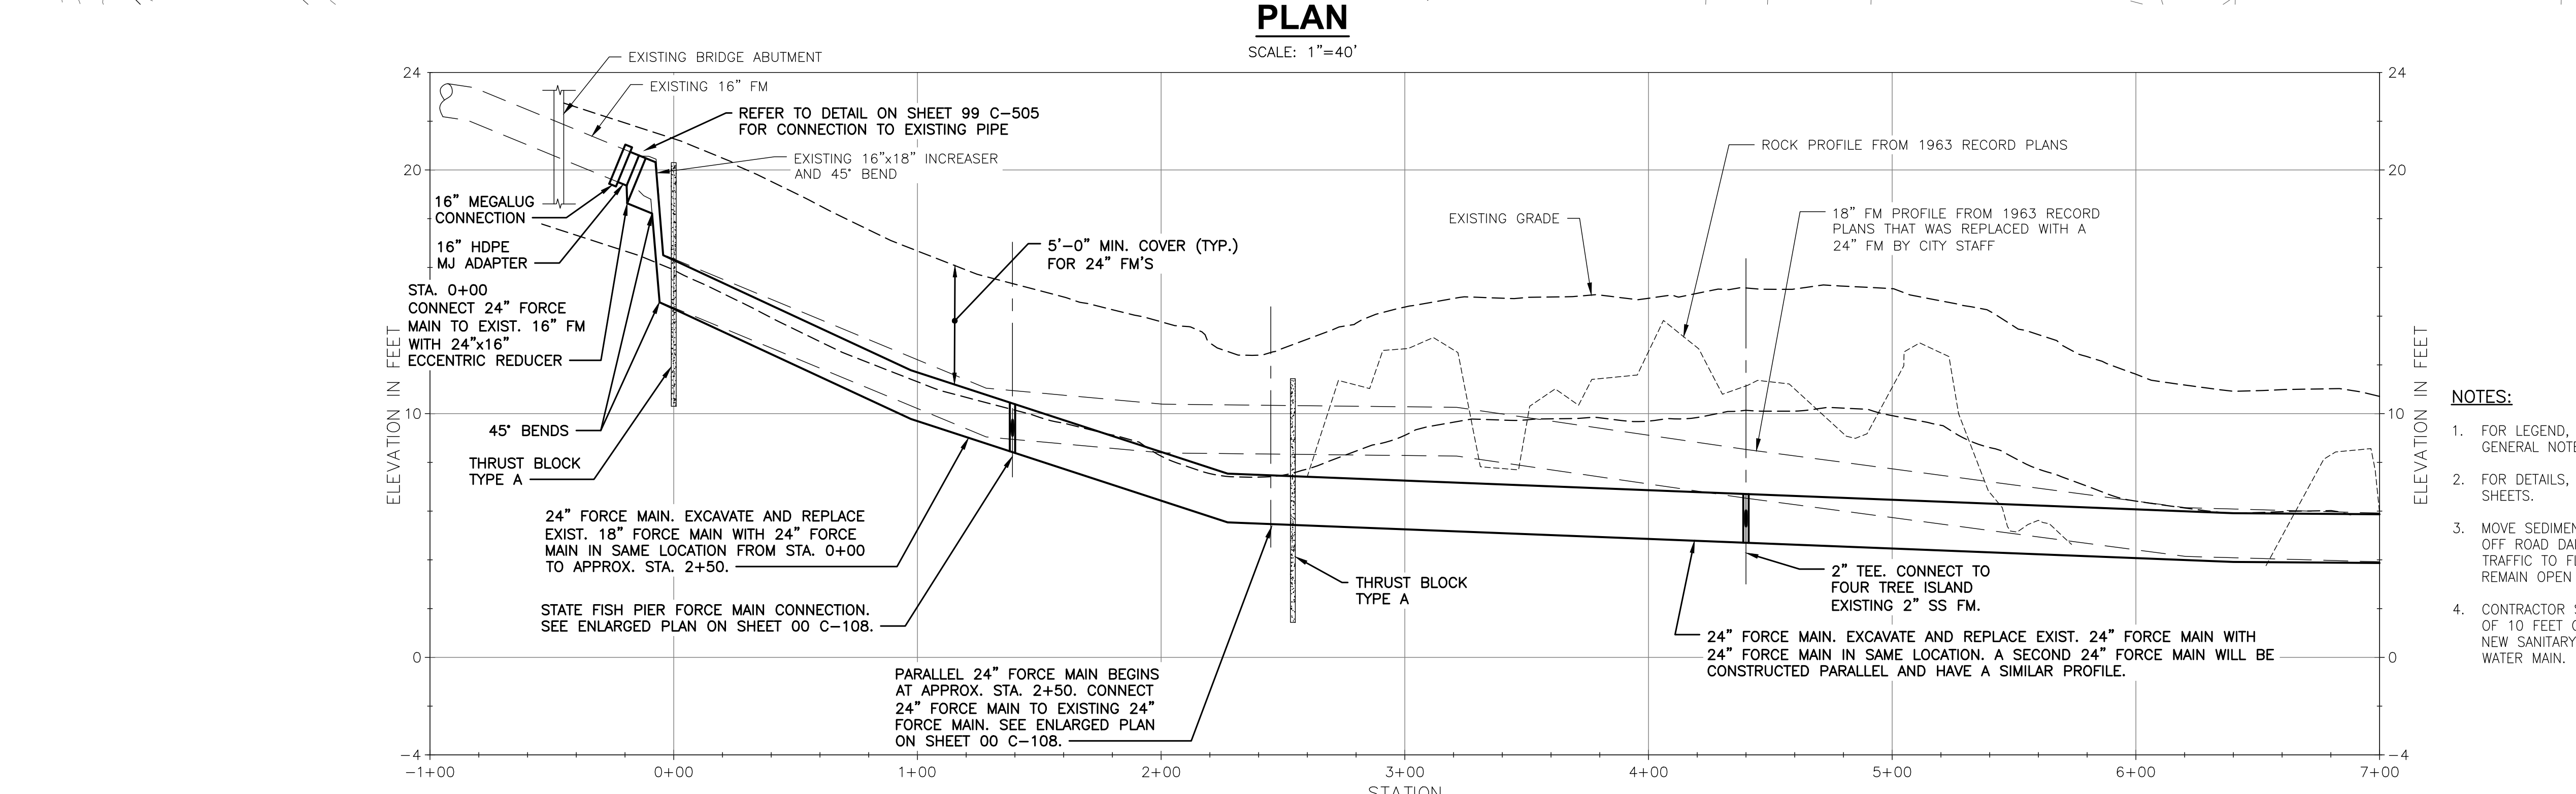 PLAN
SCALE: 1"=40'
EXISTING BRIDGE ABUTMENT
EXISTING 16" FM
REFER TO DETAIL ON SHEET 99 C-505
FOR CONNECTION TO EXISTING PIPE
EXISTING 16"x18" INCREASER
AND 45° BEND
16" MEGALUG
CONNECTION
16" HDPE
MJ ADAPTER
STA. 0+00
CONNECT 24" FORCE
MAIN TO EXIST. 16" FM
WITH 24"x16"
ECCENTRIC REDUCER
45° BENDS
THRUST BLOCK
TYPE A
24" FORCE MAIN. EXCAVATE AND REPLACE
EXIST. 18" FORCE MAIN WITH 24" FORCE
MAIN IN SAME LOCATION FROM STA. 0+00
TO APPROX. STA. 2+50.
STATE FISH PIER FORCE MAIN CONNECTION.
SEE ENLARGED PLAN ON SHEET 00 C-108.
PARALLEL 24" FORCE MAIN BEGINS
AT APPROX. STA. 2+50. CONNECT
24" FORCE MAIN TO EXISTING 24"
FORCE MAIN. SEE ENLARGED PLAN
ON SHEET 00 C-108.
5'-0" MIN. COVER (TYP.)
FOR 24" FM'S
EXISTING GRADE
ROCK PROFILE FROM 1963 RECORD PLANS
18" FM PROFILE FROM 1963 RECORD
PLANS THAT WAS REPLACED WITH A
24" FM BY CITY STAFF
THRUST BLOCK
TYPE A
2" TEE. CONNECT TO
FOUR TREE ISLAND
EXISTING 2" SS FM.
24" FORCE MAIN. EXCAVATE AND REPLACE EXIST. 24" FORCE MAIN WITH
24" FORCE MAIN IN SAME LOCATION. A SECOND 24" FORCE MAIN WILL BE
CONSTRUCTED PARALLEL AND HAVE A SIMILAR PROFILE.
ELEVATION IN FEET
24
20
10
0
-4
24
20
10
0
-4
ELEVATION IN FEET
-1+00 0+00 1+00 2+00 3+00 4+00 5+00 6+00 7+00
STATION
NOTES:
1. FOR LEGEND,
GENERAL NOTE
2. FOR DETAILS,
SHEETS.
3. MOVE SEDIMEN
OFF ROAD DA
TRAFFIC TO FL
REMAIN OPEN
4. CONTRACTOR S
OF 10 FEET
NEW SANITARY
WATER MAIN.